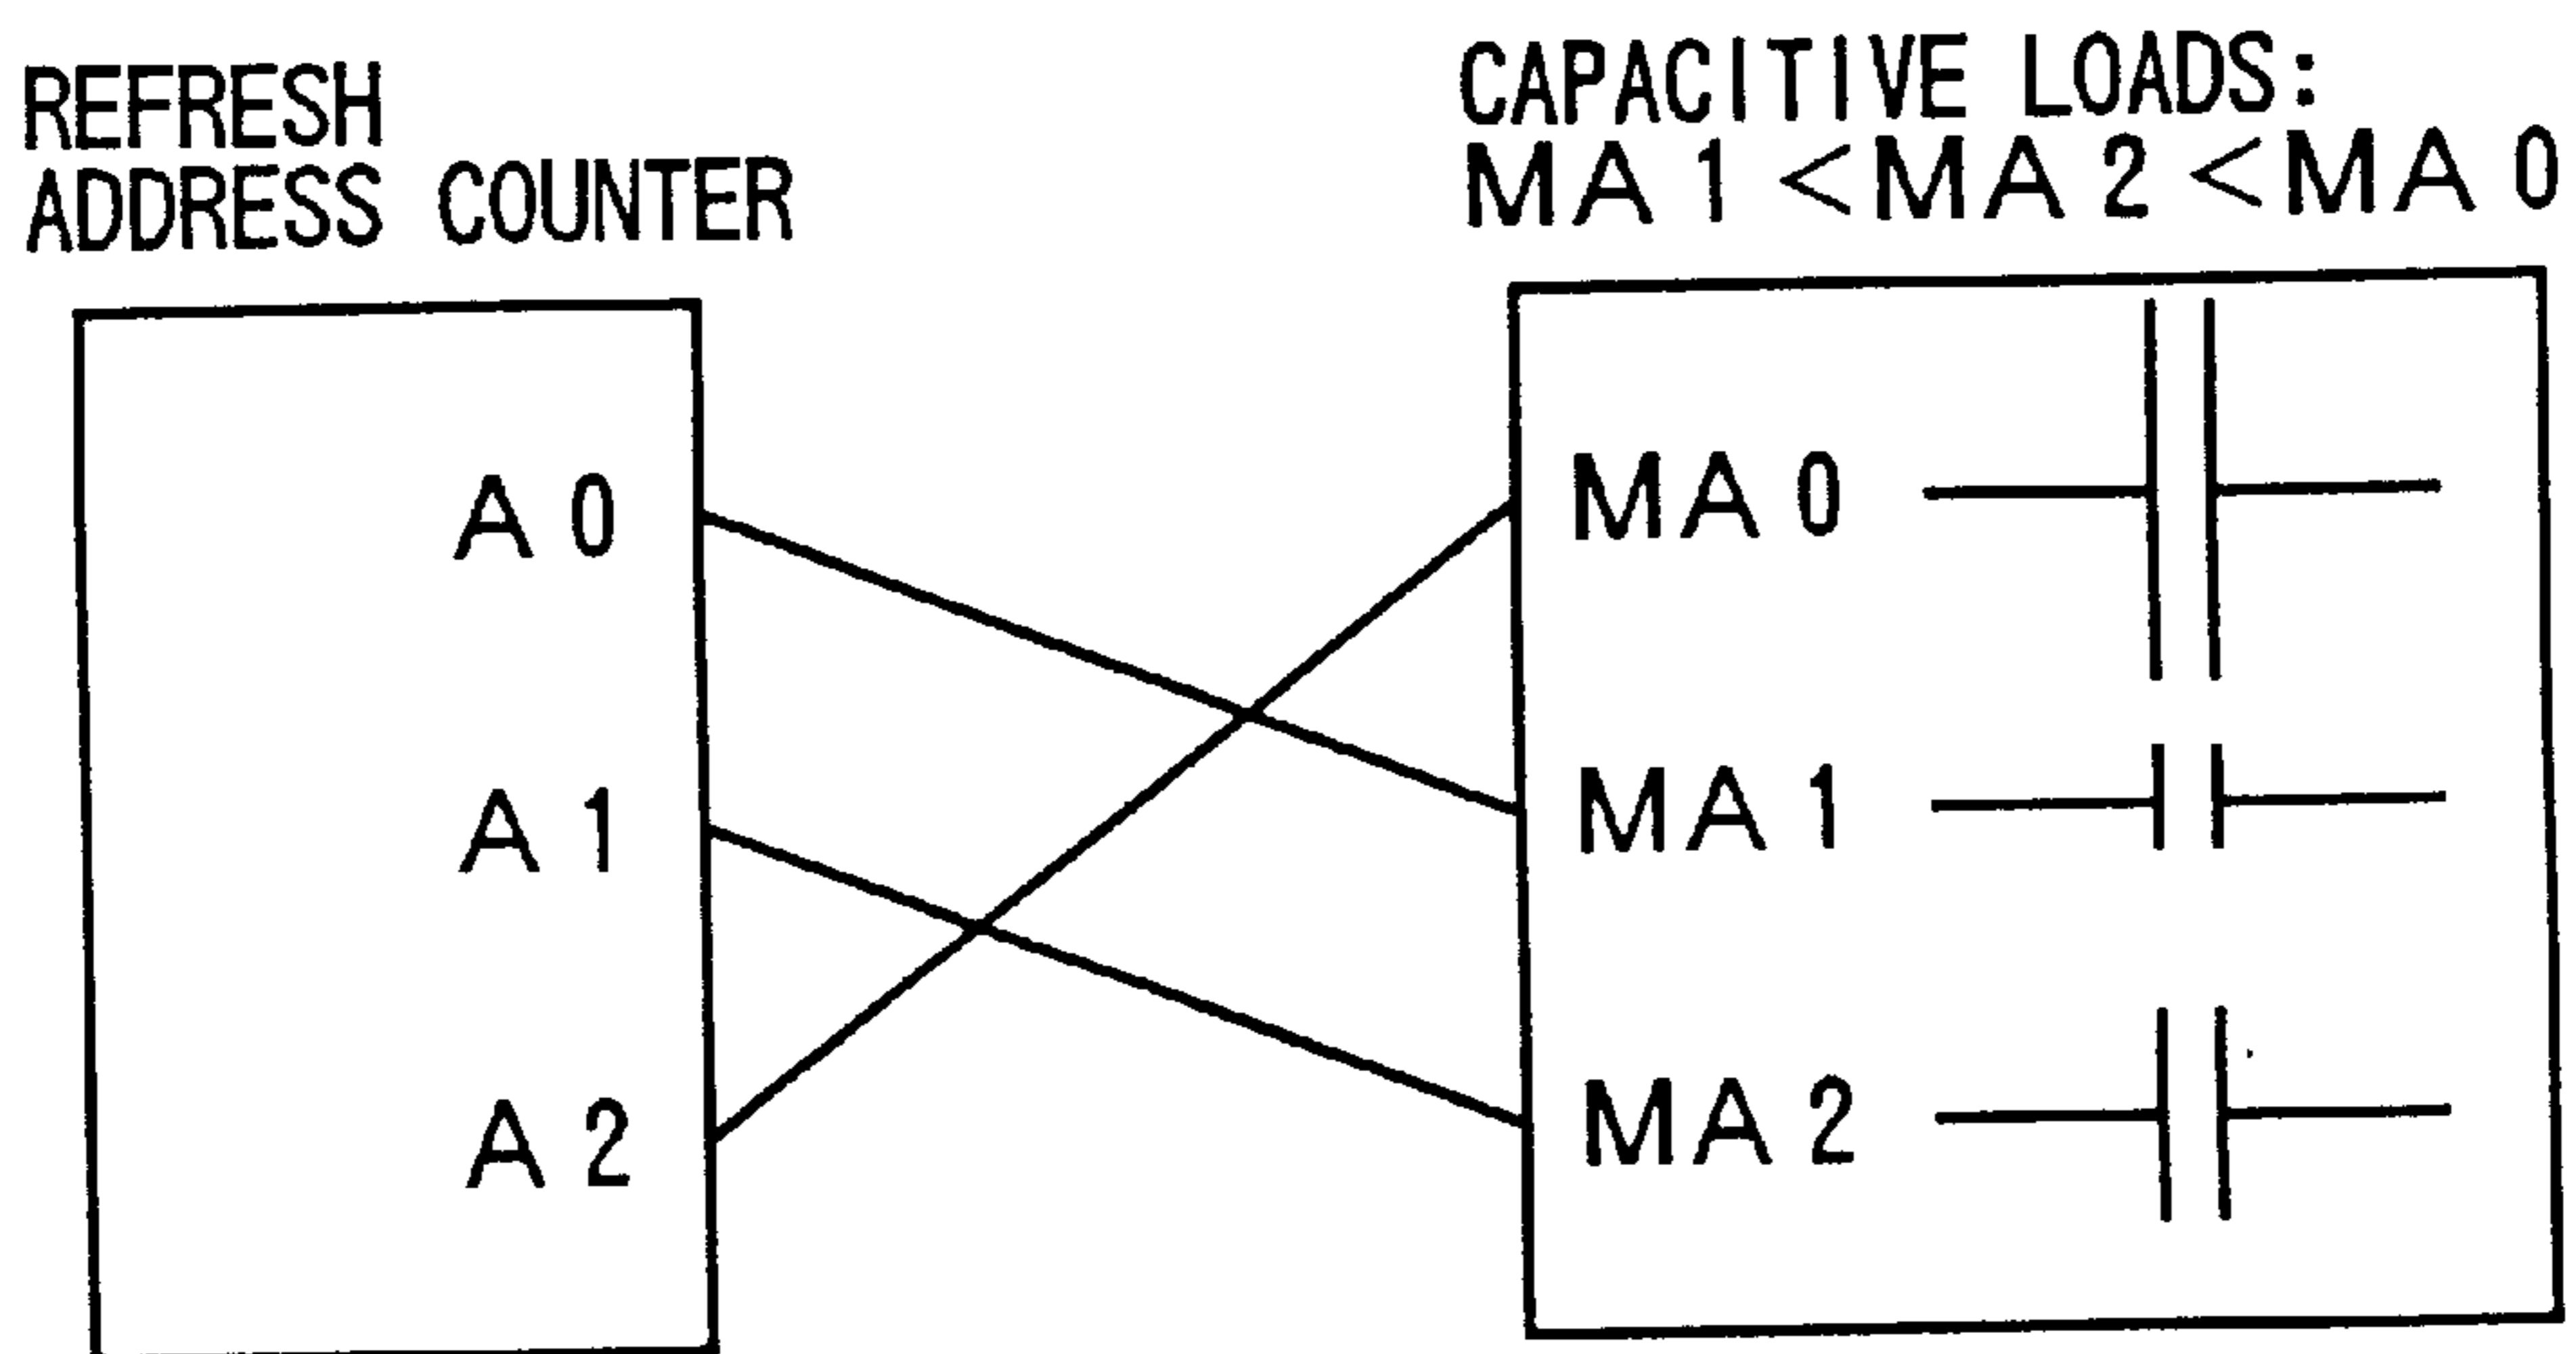 REFRESH
ADDRESS COUNTER
CAPACITIVE LOADS:
MA1<MA2<MA0
A0
A1
A2
MA0
MA1
MA2